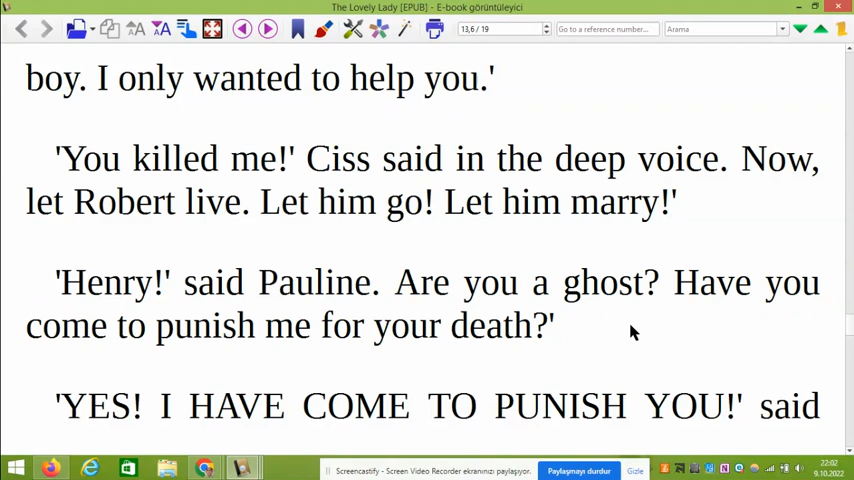 The Lovely Lady [EPUB] - E-book görüntüleyici
13,6 / 19
Go to a reference number...
Arama
boy. I only wanted to help you.'
'You killed me!' Ciss said in the deep voice. Now,
let Robert live. Let him go! Let him marry!'
'Henry!' said Pauline. Are you a ghost? Have you
come to punish me for your death?'
'YES! I HAVE COME TO PUNISH YOU!' said
Screencastify - Screen Video Recorder ekranınızı paylaşıyor.
Paylaşmayı durdur
Gizle
22:02
9.10.2022